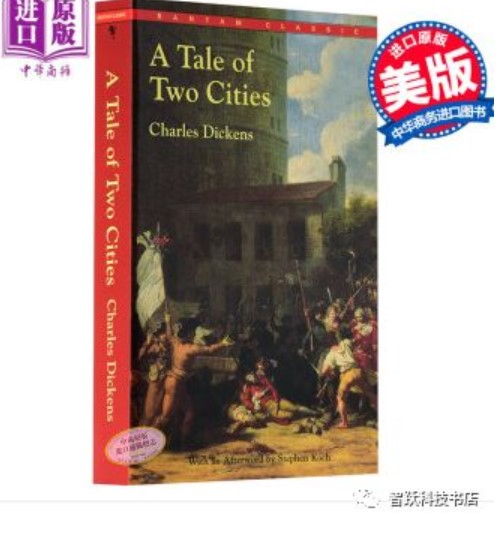 进口
原版
中华商务
BANTAM CLASSIC
A Tale of
Two Cities
Charles Dickens
A Tale of Two Cities Charles Dickens
With an Afterword by Stephen Koch
进口原版
美版
中华商务进口图书
智跃科技书店